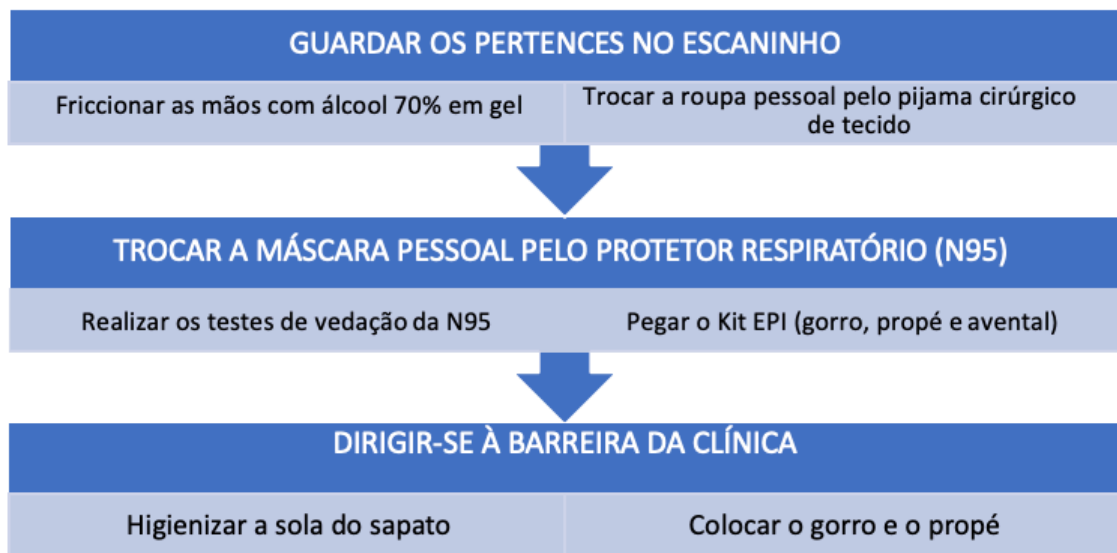 GUARDAR OS PERTENCES NO ESCANINHO
Friccionar as mãos com álcool 70% em gel
Trocar a roupa pessoal pelo pijama cirúrgico
de tecido
TROCAR A MÁSCARA PESSOAL PELO PROTETOR RESPIRATÓRIO (N95)
Realizar os testes de vedação da N95
Pegar o Kit EPI (gorro, propé e avental)
DIRIGIR-SE À BARREIRA DA CLÍNICA
Higienizar a sola do sapato
Colocar o gorro e o propé